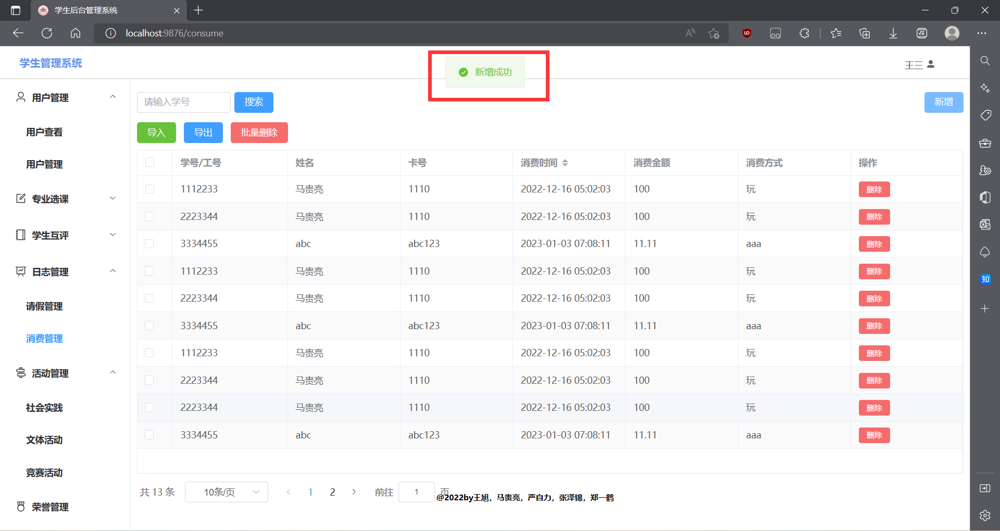 学生后台管理系统
localhost:9876/consume
学生管理系统
新增成功
王三
用户管理
用户查看
用户管理
专业选课
学生互评
日志管理
请假管理
消费管理
活动管理
社会实践
文体活动
竞赛活动
荣誉管理
请输入学号 搜索 新增
导入 导出 批量删除
学号/工号 姓名 卡号 消费时间 消费金额 消费方式 操作
1112233 马贵亮 1110 2022-12-16 05:02:03 100 玩 删除
2223344 马贵亮 1110 2022-12-16 05:02:03 100 玩 删除
3334455 abc abc123 2023-01-03 07:08:11 11.11 aaa 删除
1112233 马贵亮 1110 2022-12-16 05:02:03 100 玩 删除
2223344 马贵亮 1110 2022-12-16 05:02:03 100 玩 删除
3334455 abc abc123 2023-01-03 07:08:11 11.11 aaa 删除
1112233 马贵亮 1110 2022-12-16 05:02:03 100 玩 删除
2223344 马贵亮 1110 2022-12-16 05:02:03 100 玩 删除
2223344 马贵亮 1110 2022-12-16 05:02:03 100 玩 删除
3334455 abc abc123 2023-01-03 07:08:11 11.11 aaa 删除
共 13 条 10条/页 1 2 前往 1 页
@2022by王旭，马贵亮，严自力，张泽锦，郑一鹤
知